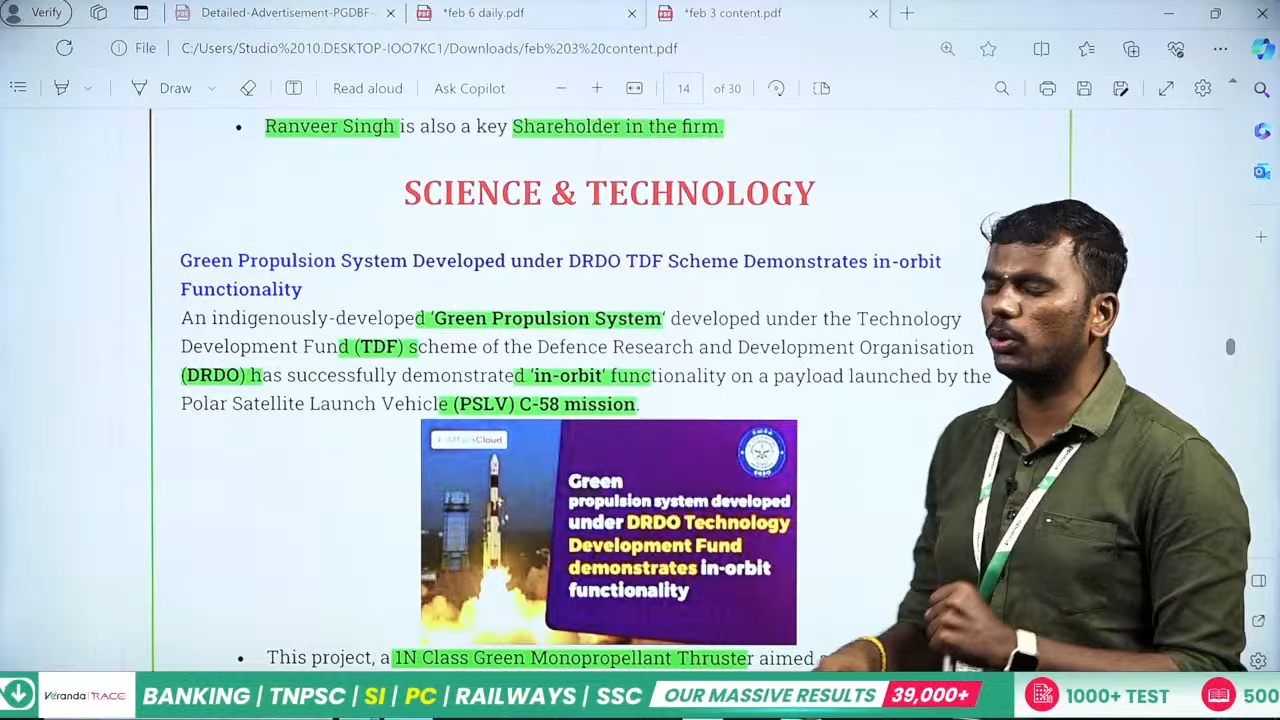 Verify
Detailed-Advertisement-PGDBF-
*feb 6 daily.pdf
*feb 3 content.pdf
File
C:/Users/Studio%2010.DESKTOP-IOO7KC1/Downloads/feb%203%20content.pdf
Draw
Read aloud
Ask Copilot
14
of 30
• Ranveer Singh is also a key Shareholder in the firm.
SCIENCE & TECHNOLOGY
Green Propulsion System Developed under DRDO TDF Scheme Demonstrates in-orbit
Functionality
An indigenously-developed ‘Green Propulsion System‘ developed under the Technology
Development Fund (TDF) scheme of the Defence Research and Development Organisation
(DRDO) has successfully demonstrated ‘in-orbit‘ functionality on a payload launched by the
Polar Satellite Launch Vehicle (PSLV) C-58 mission.
Green
propulsion system developed
under DRDO Technology
Development Fund
demonstrates in-orbit
functionality
• This project, a 1N Class Green Monopropellant Thruster aimed
Veranda RACE
BANKING | TNPSC | SI | PC | RAILWAYS | SSC
OUR MASSIVE RESULTS 39,000+
1000+ TEST
500